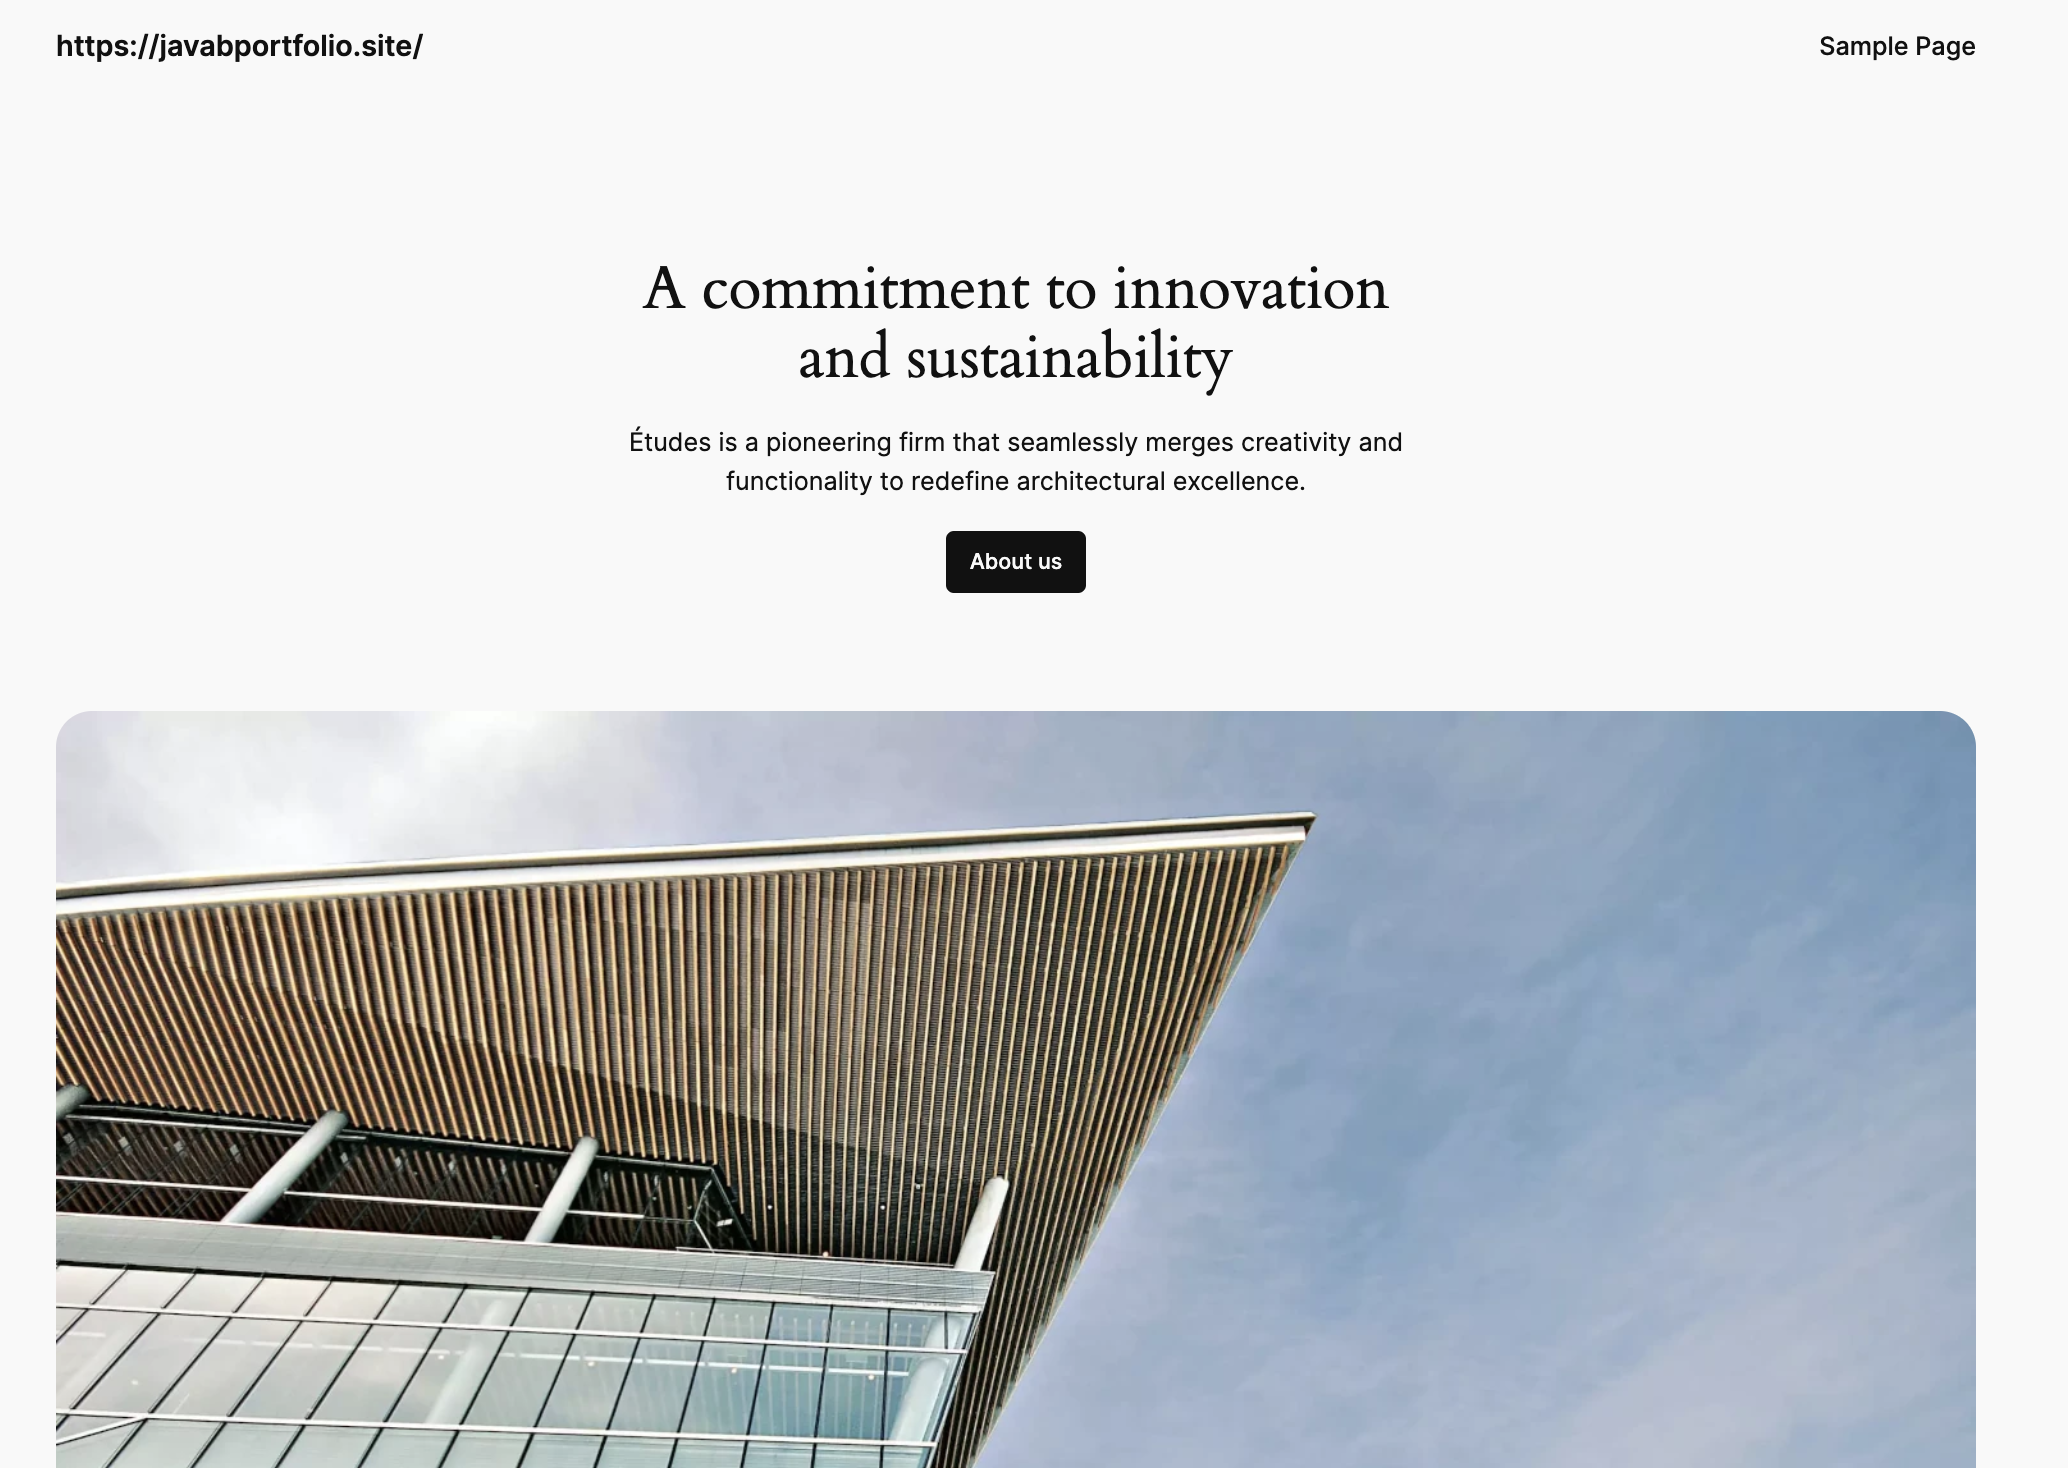 https://javabportfolio.site/
Sample Page
A commitment to innovation
and sustainability
Études is a pioneering firm that seamlessly merges creativity and
functionality to redefine architectural excellence.
About us